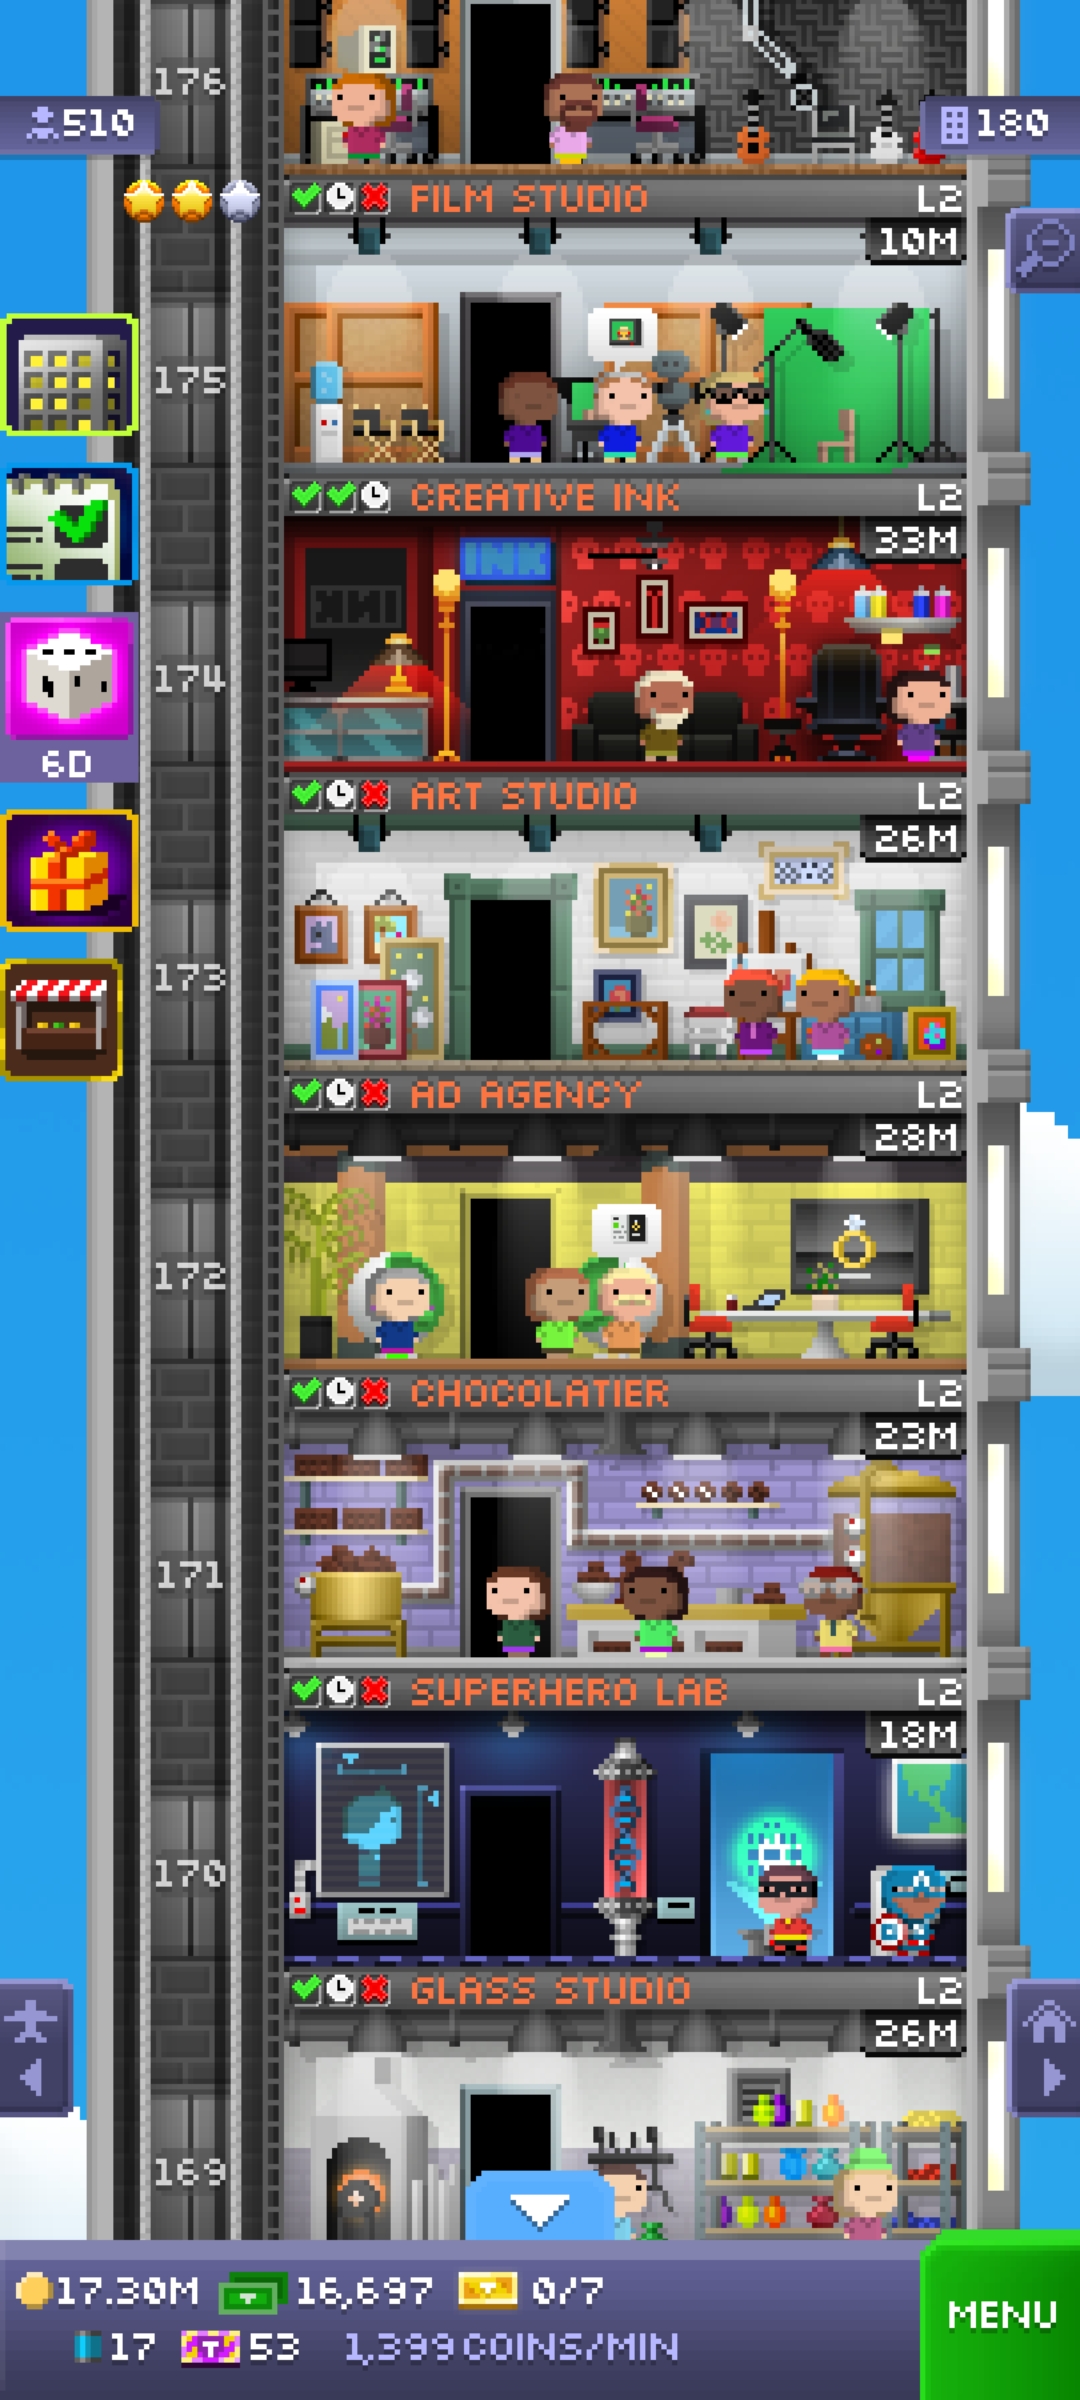 176
510
180
FILM STUDIO L2
10M
175
CREATIVE INK L2
33M
INK
174
6D
ART STUDIO L2
26M
173
AD AGENCY L2
28M
172
CHOCOLATIER L2
23M
171
SUPERHERO LAB L2
18M
170
GLASS STUDIO L2
26M
169
17.30M 16,697 0/7
MENU
17 53 1,399 COINS/MIN